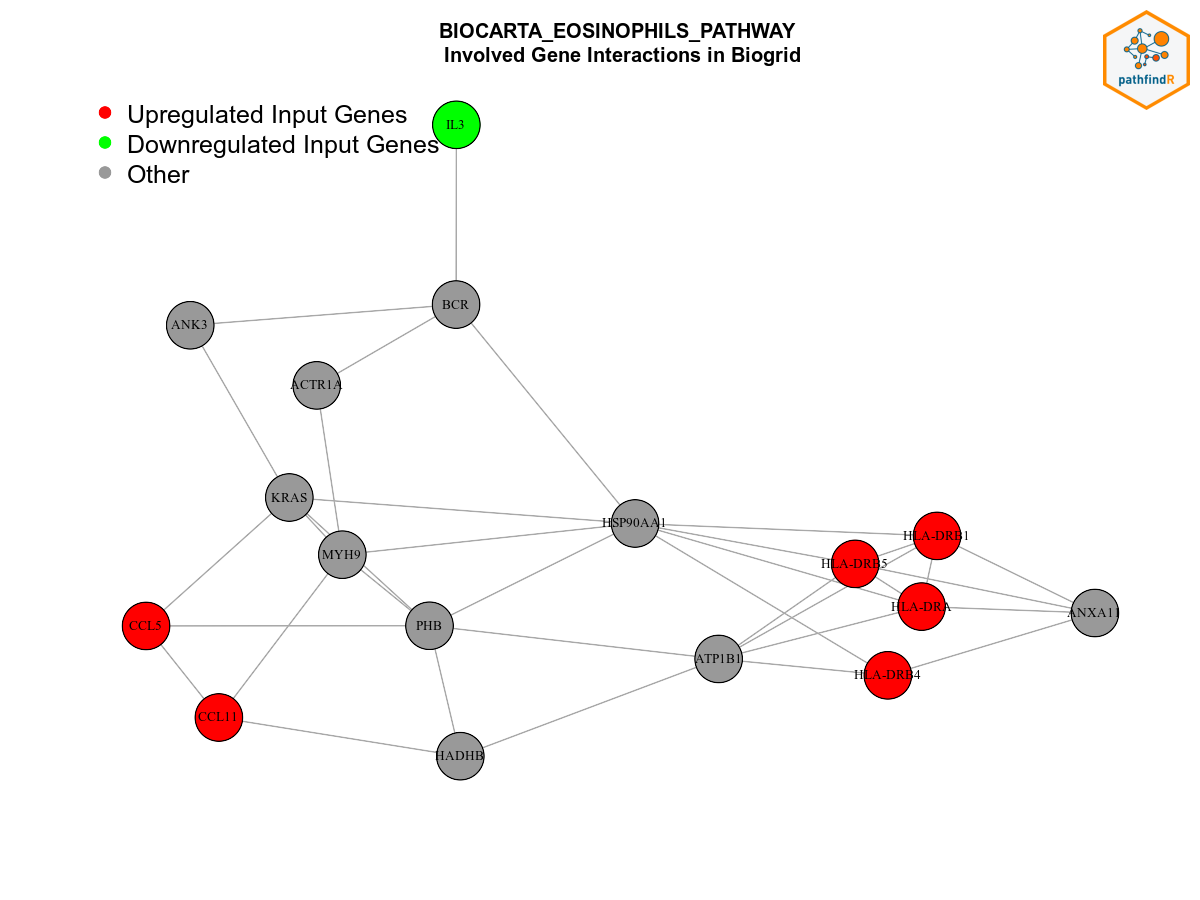 BIOCARTA_EOSINOPHILS_PATHWAY
Involved Gene Interactions in Biogrid
pathfindR
Upregulated Input Genes
Downregulated Input Genes
Other
IL3
BCR
ANK3
ACTR1A
KRAS
HSP90AA1
HLA-DRB1
MYH9
HLA-DRB5
HLA-DRA
ANXA11
CCL5
PHB
ATP1B1
HLA-DRB4
CCL11
HADHB